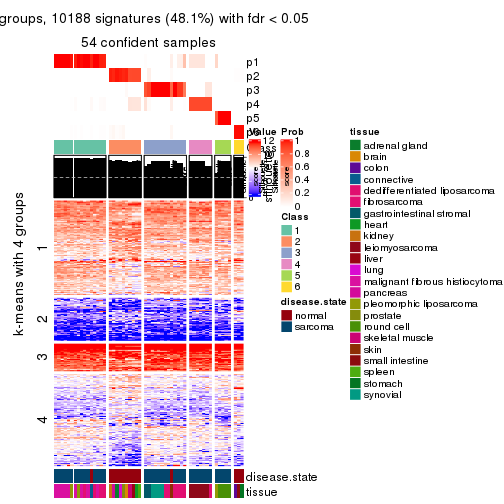 groups, 10188 signatures (48.1%) with fdr < 0.05
54 confident samples
p1
p2
p3
p4
p5
Value
Prob
12
1
0.8
0.6
0.4
0.2
0
score
score
k-means with 4 groups
1
2
3
4
Class
1
2
3
4
5
6
disease.state
normal
sarcoma
tissue
adrenal gland
brain
colon
connective
dedifferentiated liposarcoma
fibrosarcoma
gastrointestinal stromal
heart
kidney
leiomyosarcoma
liver
lung
malignant fibrous histiocytoma
pancreas
pleomorphic liposarcoma
prostate
round cell
skeletal muscle
skin
small intestine
spleen
stomach
synovial
disease.state
tissue